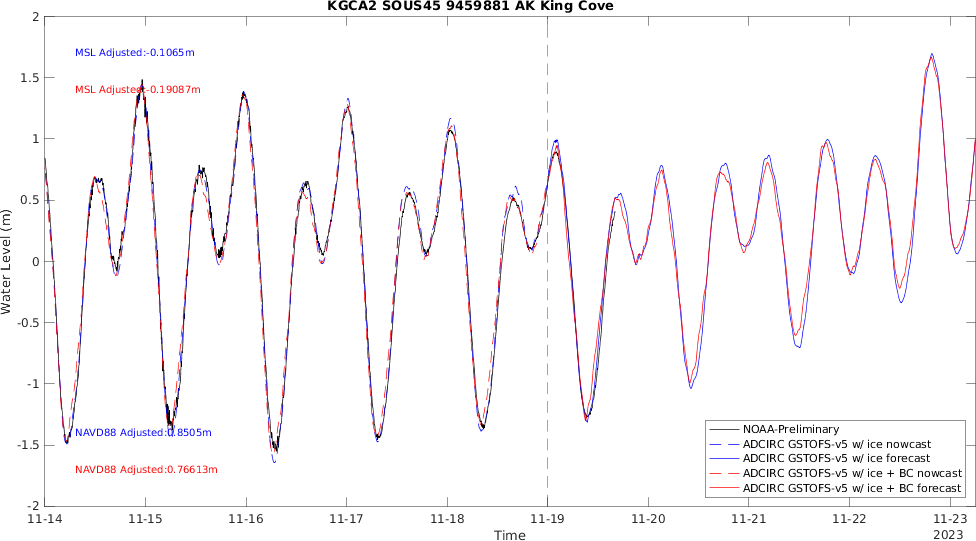 KGCA2 SOUS45 9459881 AK King Cove
2
1.5
1
0.5
0
-0.5
-1
-1.5
-2
Water Level (m)
MSL Adjusted:-0.1065m
MSL Adjusted:-0.19087m
NAVD88 Adjusted:0.8505m
NAVD88 Adjusted:0.76613m
NOAA-Preliminary
ADCIRC GSTOFS-v5 w/ ice nowcast
ADCIRC GSTOFS-v5 w/ ice forecast
ADCIRC GSTOFS-v5 w/ ice + BC nowcast
ADCIRC GSTOFS-v5 w/ ice + BC forecast
11-14 11-15 11-16 11-17 11-18 11-19 11-20 11-21 11-22 11-23
2023
Time